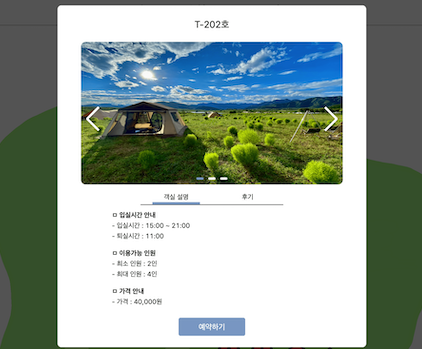 T-202호
객실 설명
후기
ㅁ 입실시간 안내
- 입실시간 : 15:00 ~ 21:00
- 퇴실시간 : 11:00
ㅁ 이용가능 인원
- 최소 인원 : 2인
- 최대 인원 : 4인
ㅁ 가격 안내
- 가격 : 40,000원
예약하기